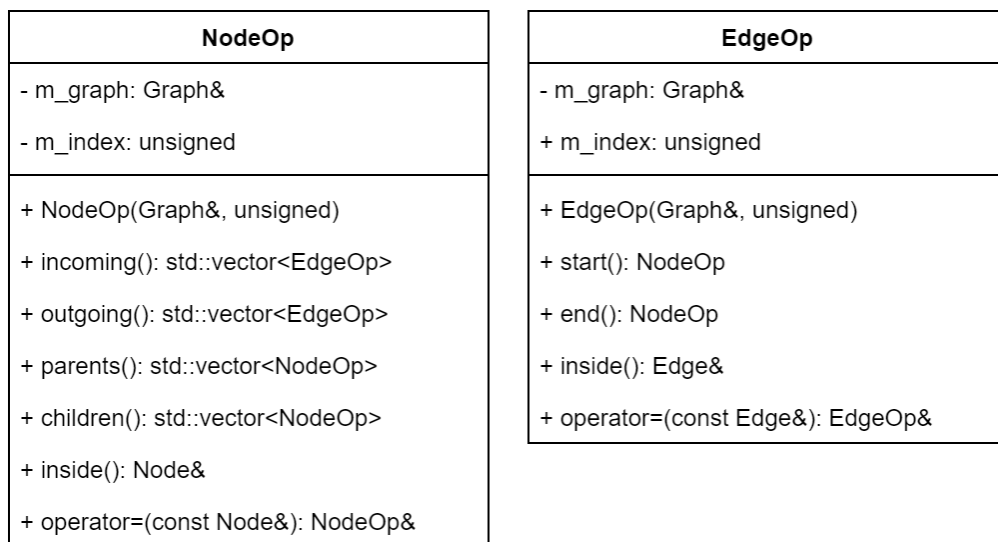 NodeOp
- m_graph: Graph&
- m_index: unsigned
+ NodeOp(Graph&, unsigned)
+ incoming(): std::vector<EdgeOp>
+ outgoing(): std::vector<EdgeOp>
+ parents(): std::vector<NodeOp>
+ children(): std::vector<NodeOp>
+ inside(): Node&
+ operator=(const Node&): NodeOp&
EdgeOp
- m_graph: Graph&
+ m_index: unsigned
+ EdgeOp(Graph&, unsigned)
+ start(): NodeOp
+ end(): NodeOp
+ inside(): Edge&
+ operator=(const Edge&): EdgeOp&